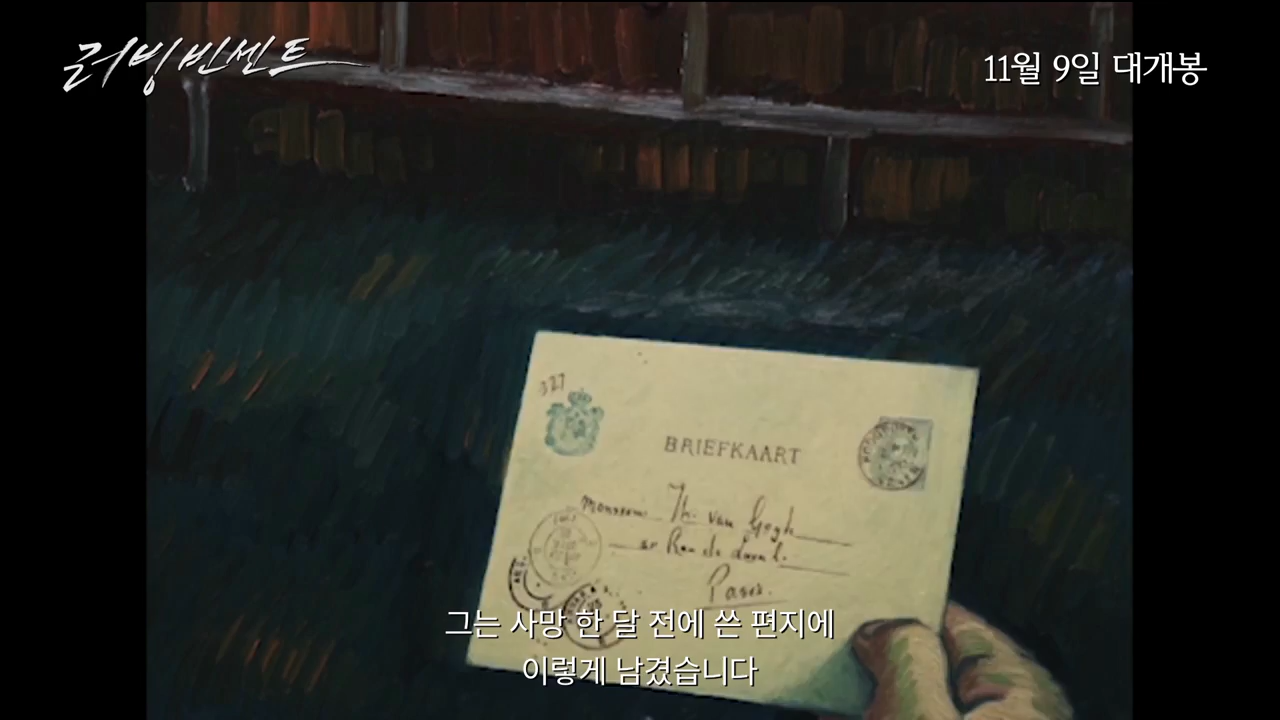 러빙 빈센트
11월 9일 대개봉
327
BRIEFKAART
Th. van Gogh
Paris.
그는 사망 한 달 전에 쓴 편지에
이렇게 남겼습니다